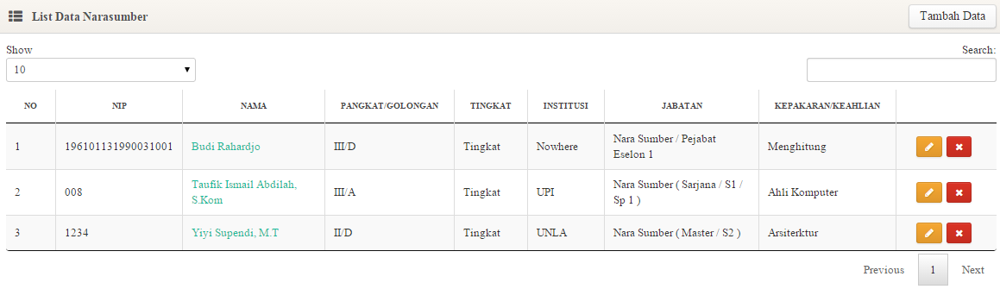 List Data Narasumber
Tambah Data
Show
Search:
10
NO NIP NAMA PANGKAT/GOLONGAN TINGKAT INSTITUSI JABATAN KEPAKARAN/KEAHLIAN
1 196101131990031001 Budi Rahardjo III/D Tingkat Nowhere Nara Sumber / Pejabat Menghitung
Eselon 1
2 008 Taufik Ismail Abdilah, III/A Tingkat UPI Nara Sumber ( Sarjana / S1 / Ahli Komputer
S.Kom Sp 1 )
3 1234 Yiyi Supendi, M.T II/D Tingkat UNLA Nara Sumber ( Master / S2 ) Arsiterktur
Previous 1 Next